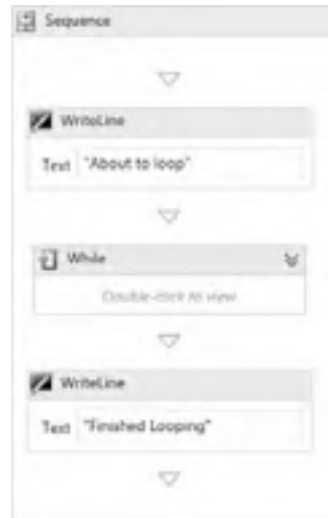 Sequence
WriteLine
Text "About to loop"
While
Double-click to view
WriteLine
Text "Finished Looping"